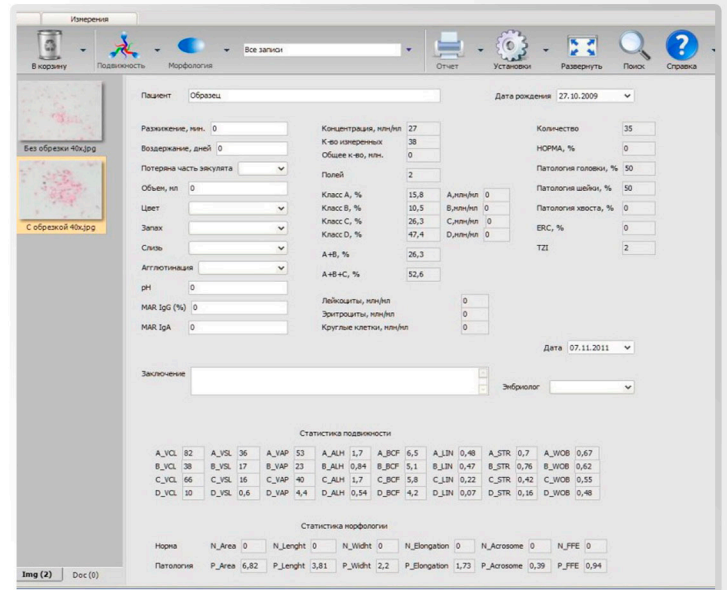 Измерения
В корзину Подвижность Морфология Все записи Отчет Установки Развернуть Поиск Справка
Пациент Образец Дата рождения 27.10.2009
Без обрезки 40x.jpg
С обрезкой 40x.jpg
Разжижение, мин. 0 Концентрация, млн/мл 27 Количество 35
К-во измеренных 38
Воздержание, дней 0 Общее к-во, млн. 0 НОРМА, % 0
Потеряна часть эякулята Полей 2 Патология головки, % 50
Объем, мл 0 Класс A, % 15,8 A,млн/мл 0 Патология шейки, % 50
Цвет Класс B, % 10,5 B,млн/мл 0 Патология хвоста, % 0
Запах Класс C, % 26,3 C,млн/мл 0 ERC, % 0
Класс D, % 47,4 D,млн/мл 0
Слизь A+B, % 26,3 TZI 2
Агглютинация A+B+C, % 52,6
pH 0
MAR IgG (%) 0 Лейкоциты, млн/мл 0
Эритроциты, млн/мл 0
MAR IgA 0 Круглые клетки, млн/мл 0
Дата 07.11.2011
Заключение Эмбриолог
Статистика подвижности
A_VCL 82 A_VSL 36 A_VAP 53 A_ALH 1,7 A_BCF 6,5 A_LIN 0,48 A_STR 0,7 A_WOB 0,67
B_VCL 38 B_VSL 17 B_VAP 23 B_ALH 0,84 B_BCF 5,1 B_LIN 0,47 B_STR 0,76 B_WOB 0,62
C_VCL 66 C_VSL 16 C_VAP 40 C_ALH 1,7 C_BCF 5,8 C_LIN 0,22 C_STR 0,42 C_WOB 0,55
D_VCL 10 D_VSL 0,6 D_VAP 4,4 D_ALH 0,54 D_BCF 4,2 D_LIN 0,07 D_STR 0,16 D_WOB 0,48
Статистика морфологии
Норма N_Area 0 N_Lenght 0 N_Widht 0 N_Elongation 0 N_Acrosome 0 N_FFE 0
Патология P_Area 6,82 P_Lenght 3,81 P_Widht 2,2 P_Elongation 1,73 P_Acrosome 0,39 P_FFE 0,94
Img (2) Doc (0)